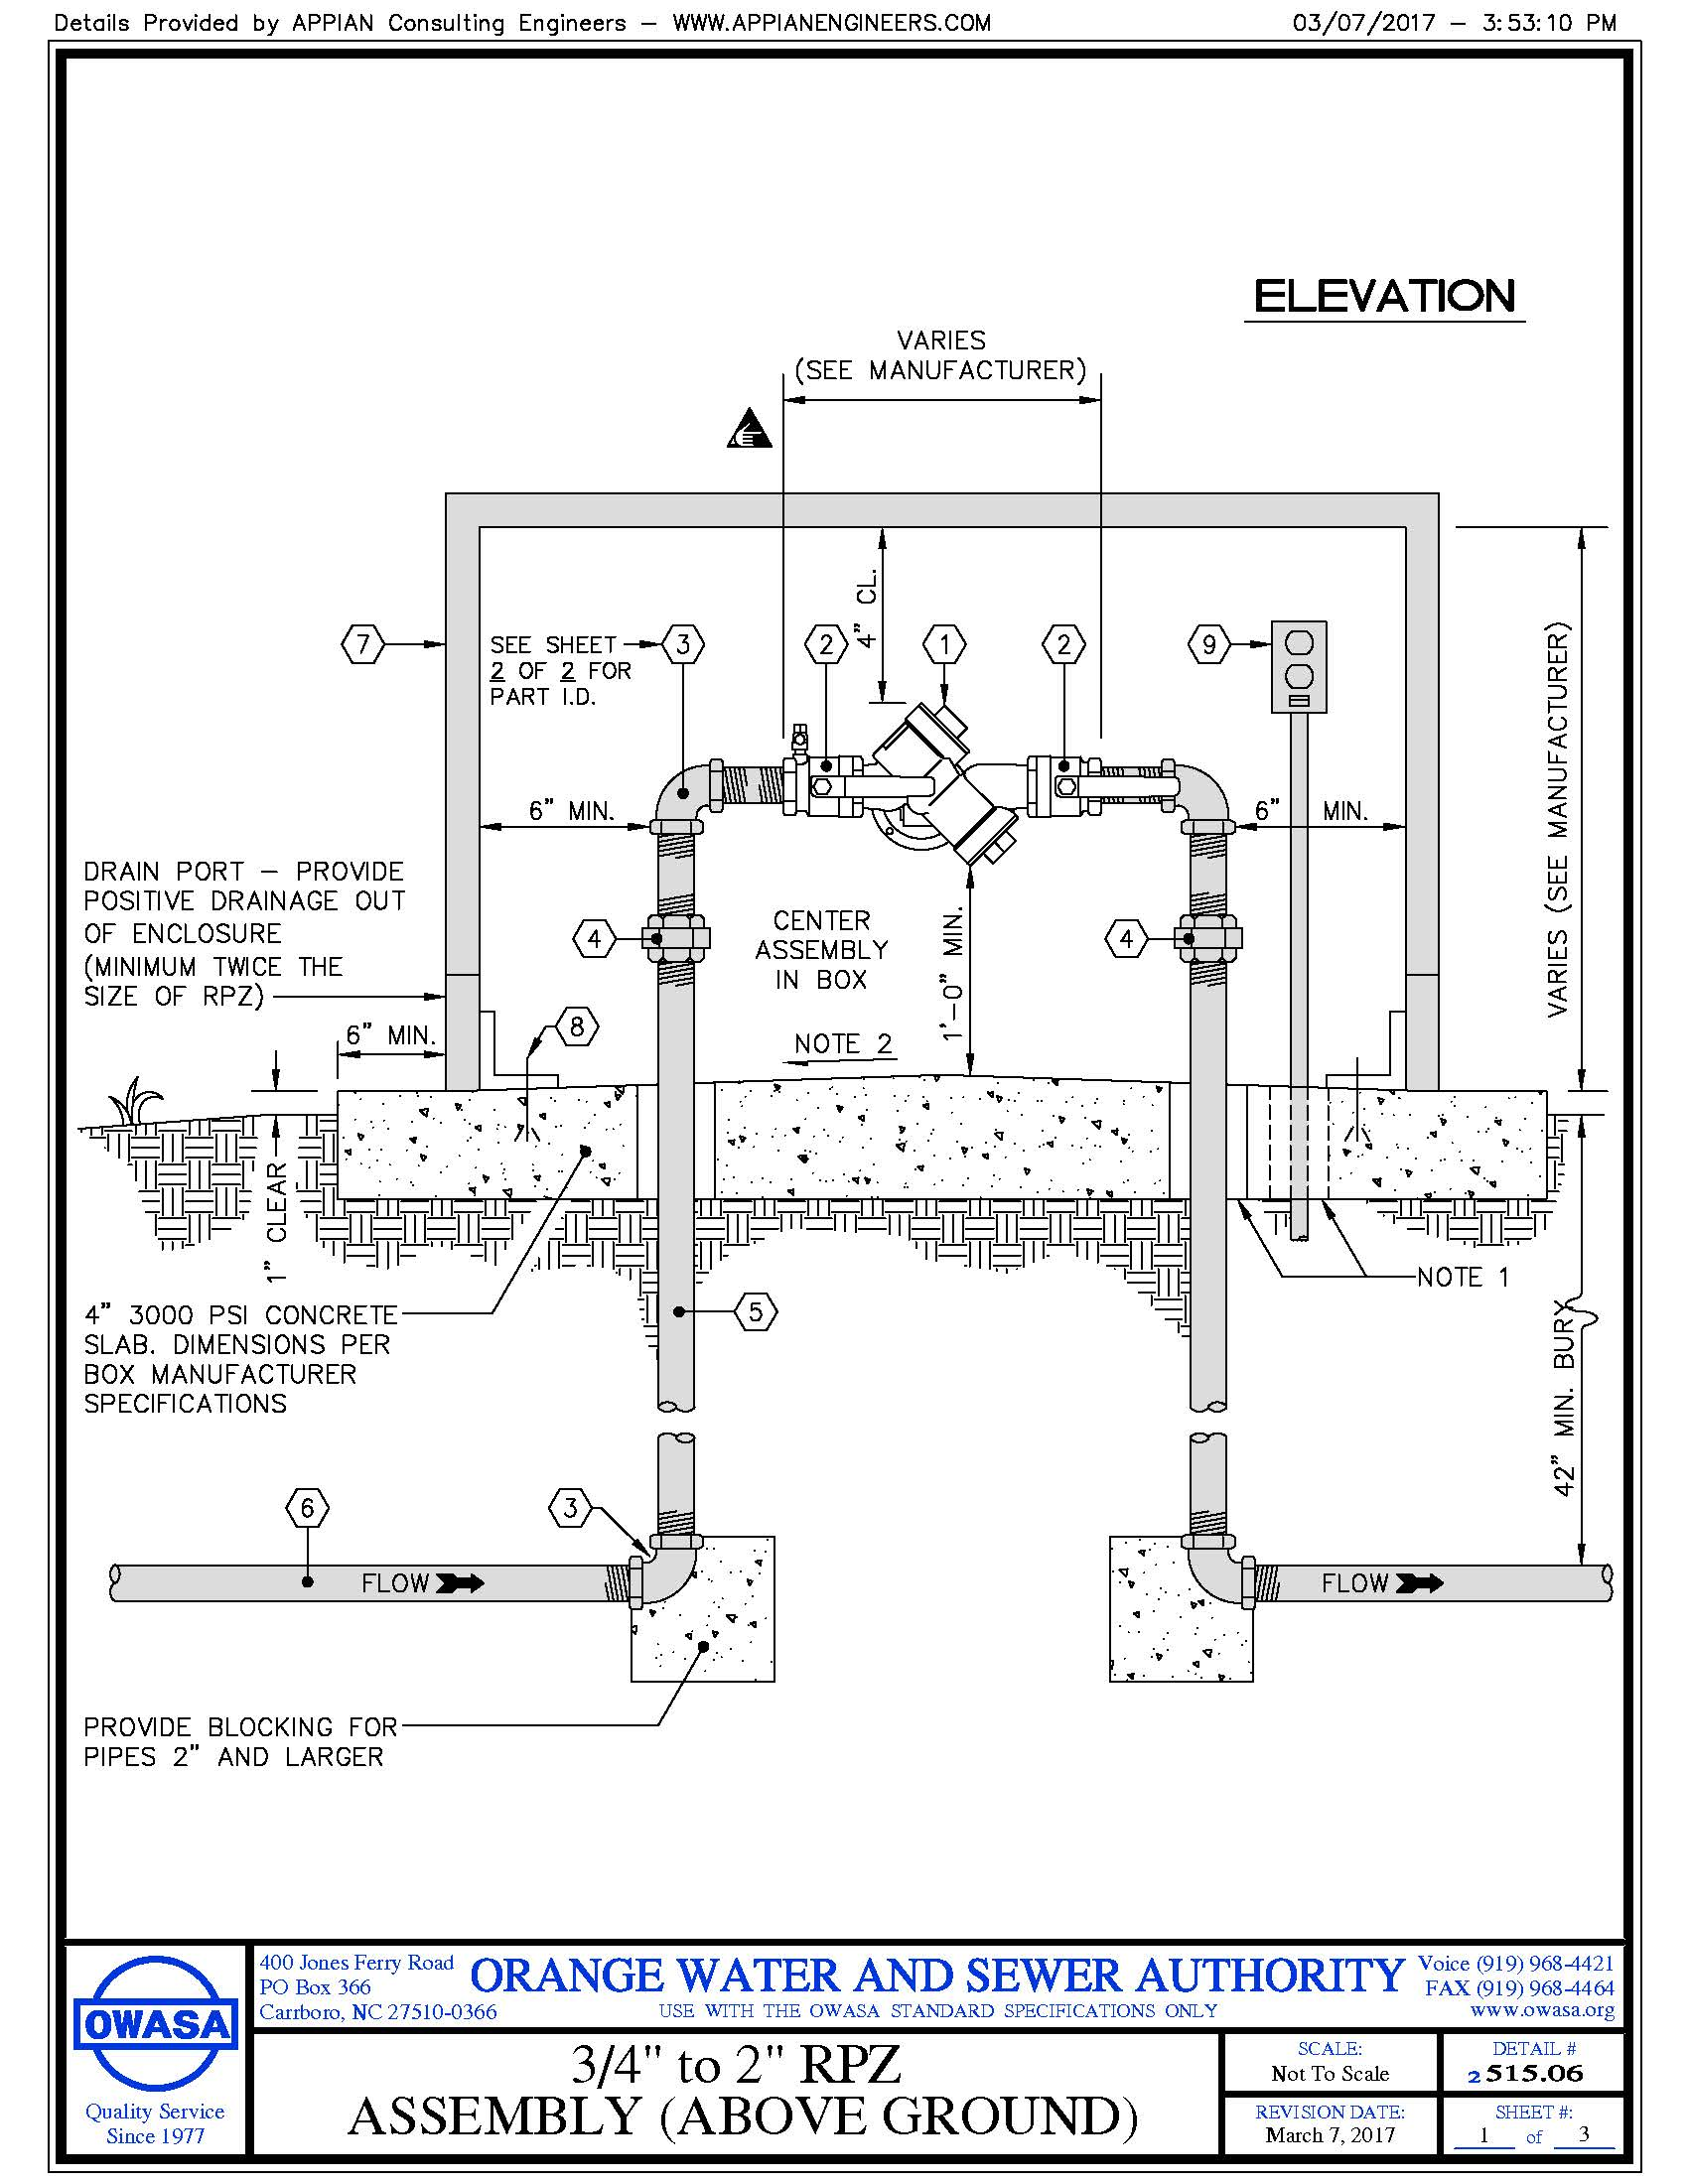 Details Provided by APPIAN Consulting Engineers – WWW.APPIANENGINEERS.COM
03/07/2017 – 3:53:10 PM
ELEVATION
VARIES
(SEE MANUFACTURER)
4" CL.
7
SEE SHEET
2 OF 2 FOR
PART I.D.
3
2
1
2
9
VARIES (SEE MANUFACTURER)
6" MIN.
6" MIN.
DRAIN PORT – PROVIDE
POSITIVE DRAINAGE OUT
OF ENCLOSURE
(MINIMUM TWICE THE
SIZE OF RPZ)
4
CENTER
ASSEMBLY
IN BOX
1'-0" MIN.
4
6" MIN.
8
NOTE 2
1" CLEAR
NOTE 1
4" 3000 PSI CONCRETE
SLAB. DIMENSIONS PER
BOX MANUFACTURER
SPECIFICATIONS
5
42" MIN. BURY
6
3
FLOW
FLOW
PROVIDE BLOCKING FOR
PIPES 2" AND LARGER
OWASA
Quality Service
Since 1977
400 Jones Ferry Road
PO Box 366
Carrboro, NC 27510-0366
ORANGE WATER AND SEWER AUTHORITY
USE WITH THE OWASA STANDARD SPECIFICATIONS ONLY
Voice (919) 968-4421
FAX (919) 968-4464
www.owasa.org
3/4" to 2" RPZ
ASSEMBLY (ABOVE GROUND)
SCALE:
Not To Scale
DETAIL #
2 515.06
REVISION DATE:
March 7, 2017
SHEET #:
1 of 3